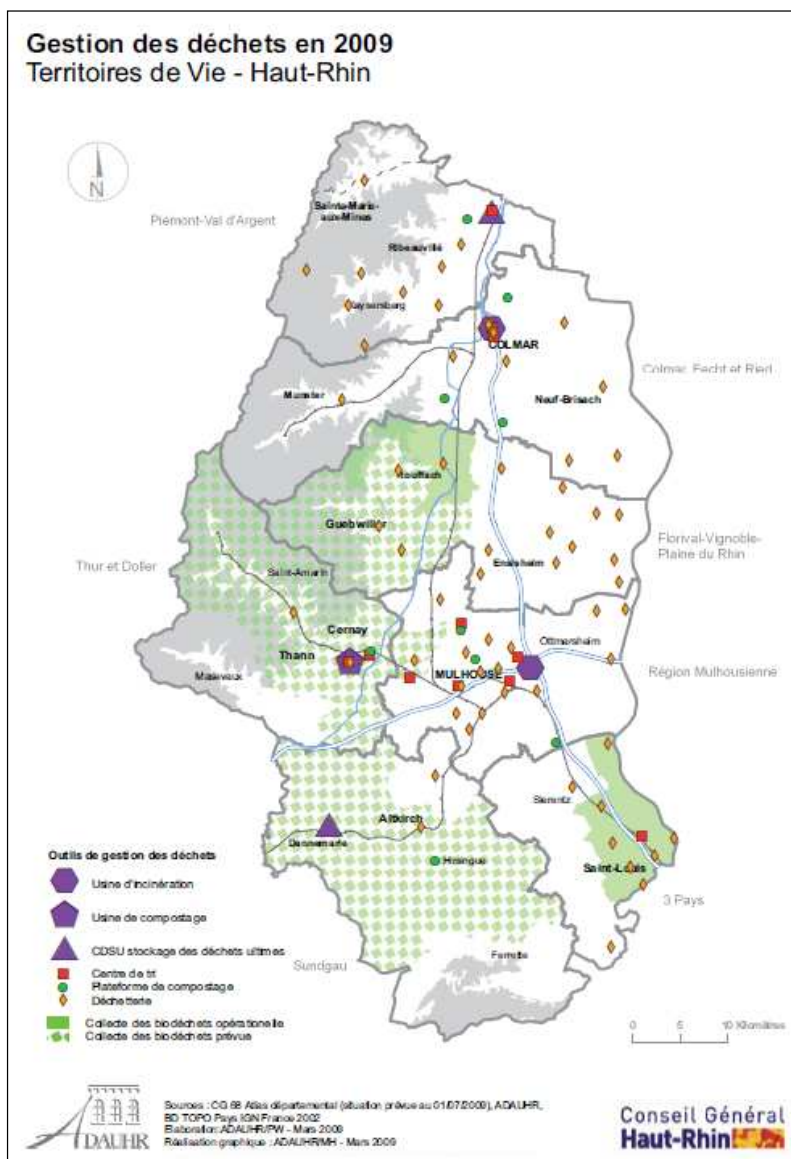 Gestion des déchets en 2009
Territoires de Vie - Haut-Rhin
N
Piémont-Val d'Argent
Sainte-Marie-
aux-Mines
Ribeauvillé
Kaysersberg
COLMAR
Colmar, Fecht et Ried
Munster
Neuf-Brisach
Rouffach
Guebwiller
Florival-Vignoble-
Plaine du Rhin
Thur et Doller
Saint-Amarin
Ensisheim
Cernay
Ottmarsheim
Thann
Masevaux
MULHOUSE
Région Mulhousienne
Sierentz
Altkirch
Dannemarie
Hirsingue
Saint-Louis
3 Pays
Sundgau
Ferrette
Outils de gestion des déchets
Usine d'incinération
Usine de compostage
CDSU stockage des déchets ultimes
Centre de tri
Plateforme de compostage
Déchetterie
Collecte des biodéchets opérationelle
Collecte des biodéchets prévue
0 5 10 Kilomètres
ADAUHR
Sources : CG 68 Atlas départemental (situation prévue au 01/07/2009), ADAUHR,
BD TOPO Pays IGN France 2002
Elaboration: ADAUHR/PW - Mars 2009
Réalisation graphique : ADAUHR/MH - Mars 2009
Conseil Général
Haut-Rhin